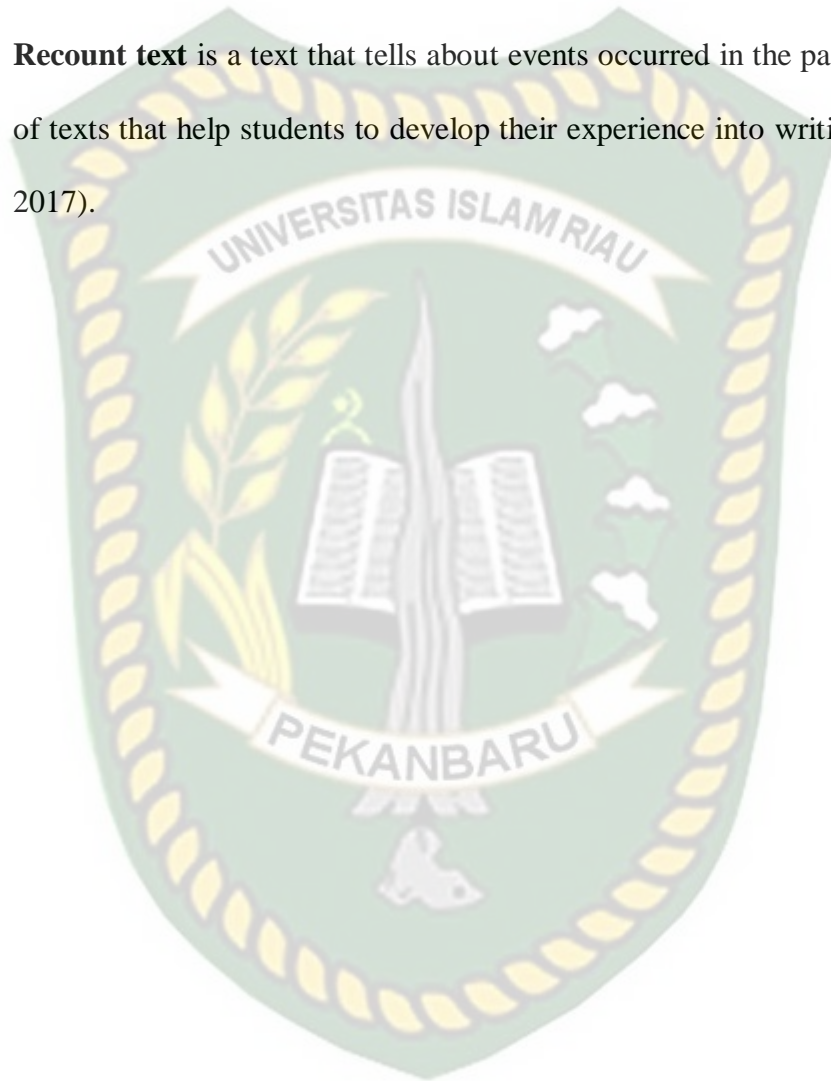 Recount text is a text that tells about events occurred in the pa
of texts that help students to develop their experience into writi
2017).
UNIVERSITAS ISLAM RIAU
PEKANBARU